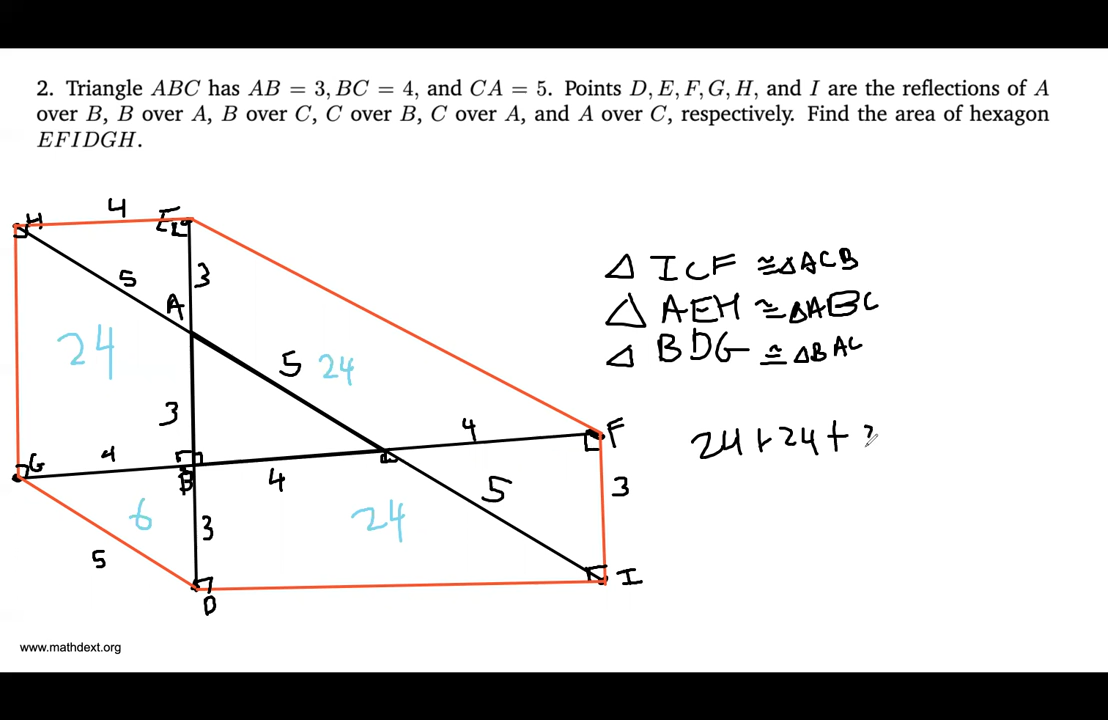 2. Triangle ABC has AB = 3, BC = 4, and CA = 5. Points D, E, F, G, H, and I are the reflections of A
over B, B over A, B over C, C over B, C over A, and A over C, respectively. Find the area of hexagon
EFIDGH.
4
H
E
5
3
A
△ ICF ≅ △ACB
△ AEH ≅ △ABC
△ BDG ≅ △BAC
24
5
24
3
4
F
24 + 24 +
G
4
B
4
5
3
6
3
24
5
I
D
www.mathdext.org